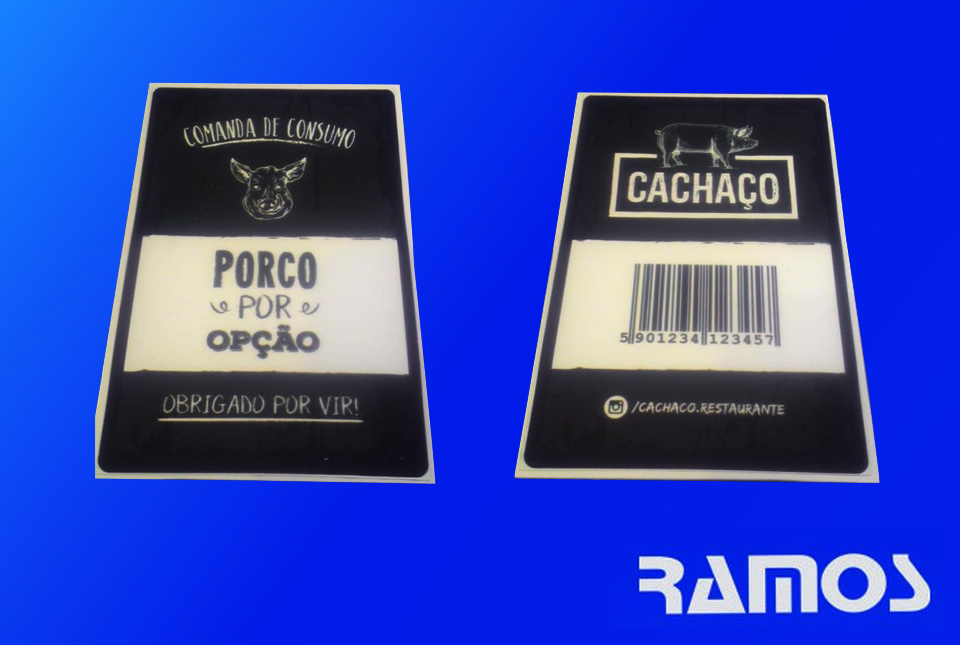 COMANDA DE CONSUMO
PORCO
POR
OPÇÃO
OBRIGADO POR VIR!
CACHAÇO
5 901234 123457
/CACHACO.RESTAURANTE
RAMOS